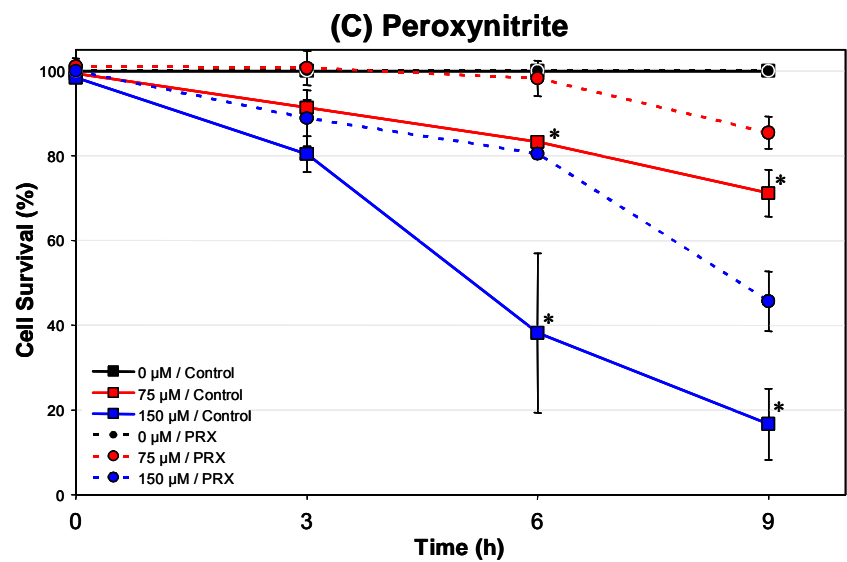 (C) Peroxynitrite
100
80
60
40
20
0
Cell Survival (%)
*
*
*
*
0 µM / Control
75 µM / Control
150 µM / Control
0 µM / PRX
75 µM / PRX
150 µM / PRX
0 3 6 9
Time (h)